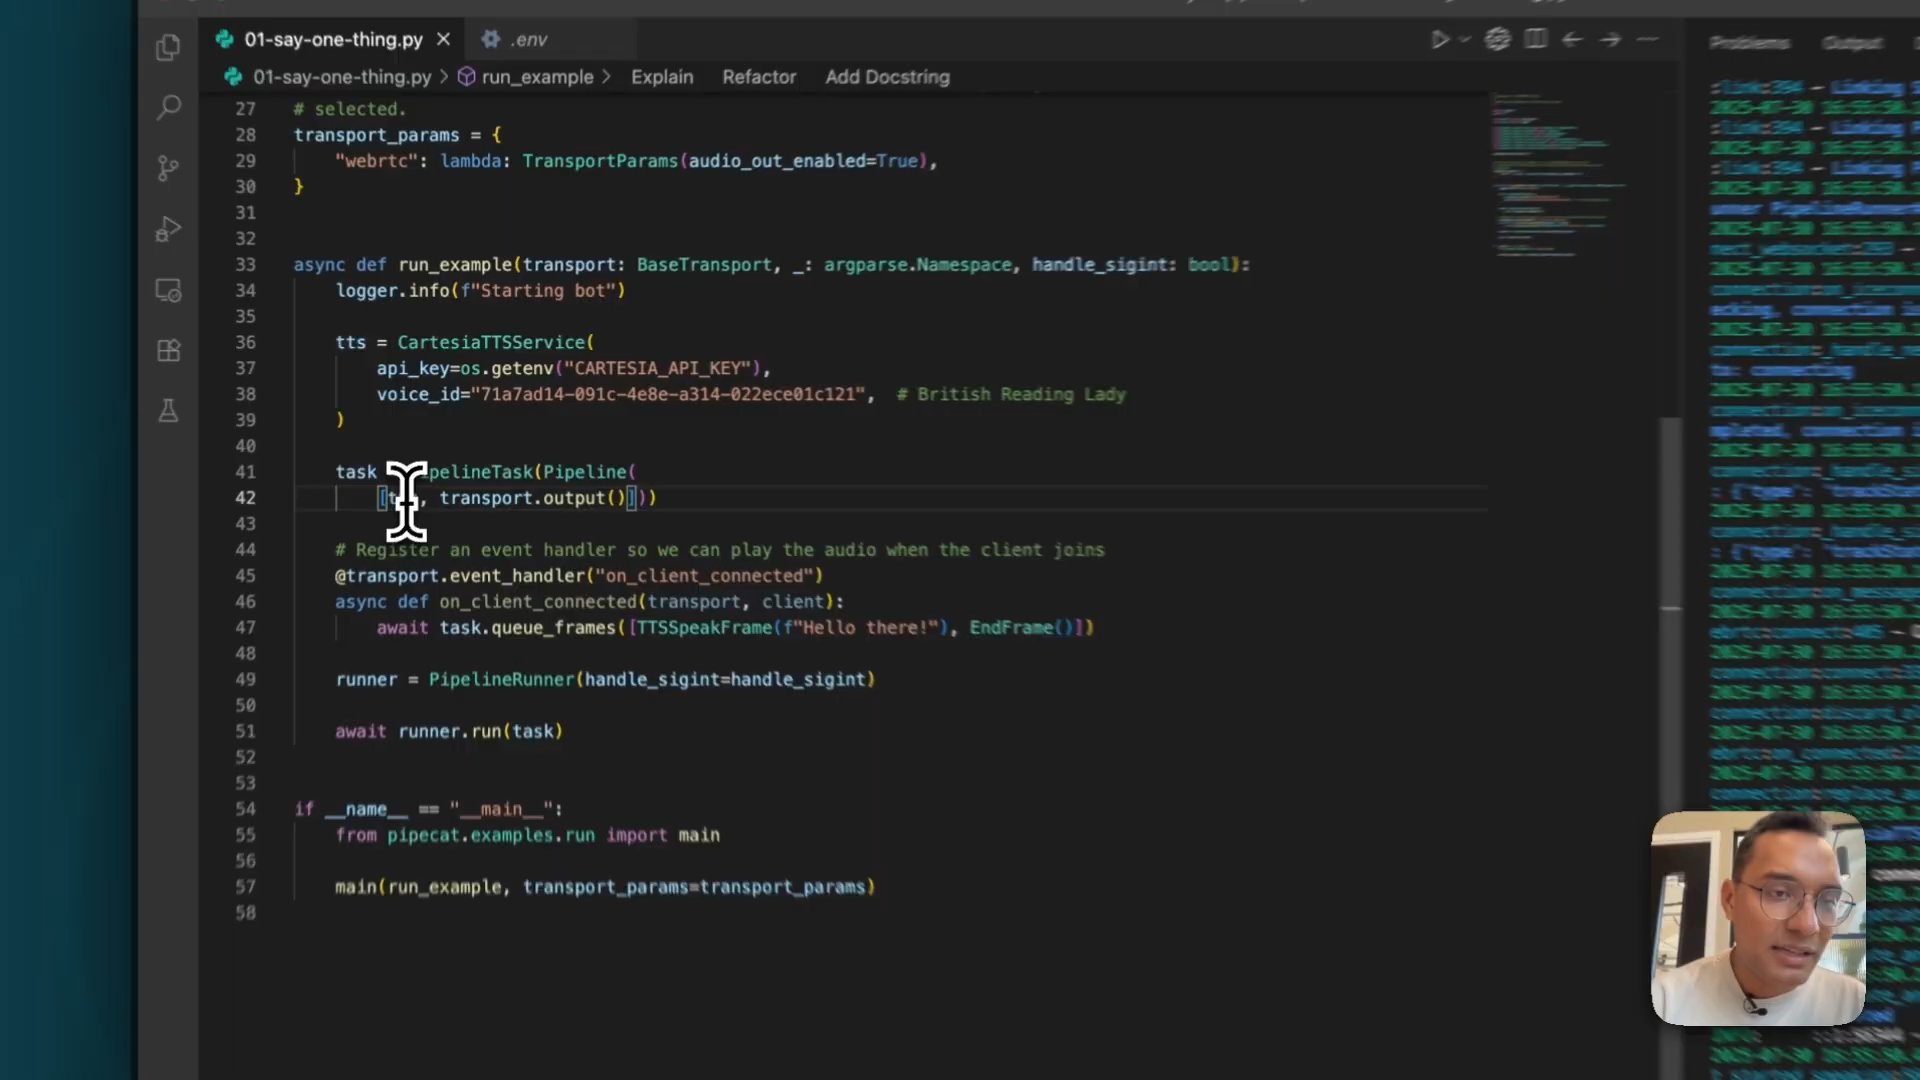 01-say-one-thing.py
.env
01-say-one-thing.py > run_example > Explain Refactor Add Docstring
27 # selected.
28 transport_params = {
29 "webrtc": lambda: TransportParams(audio_out_enabled=True),
30 }
31
32
33 async def run_example(transport: BaseTransport, _: argparse.Namespace, handle_sigint: bool):
34 logger.info(f"Starting bot")
35
36 tts = CartesiaTTSService(
37 api_key=os.getenv("CARTESIA_API_KEY"),
38 voice_id="71a7ad14-091c-4e8e-a314-022ece01c121", # British Reading Lady
39 )
40
41 task pelineTask(Pipeline(
42 [t , transport.output()]))
43
44 # Register an event handler so we can play the audio when the client joins
45 @transport.event_handler("on_client_connected")
46 async def on_client_connected(transport, client):
47 await task.queue_frames([TTSSpeakFrame(f"Hello there!"), EndFrame()])
48
49 runner = PipelineRunner(handle_sigint=handle_sigint)
50
51 await runner.run(task)
52
53
54 if __name__ == "__main__":
55 from pipecat.examples.run import main
56
57 main(run_example, transport_params=transport_params)
58
Problems Output